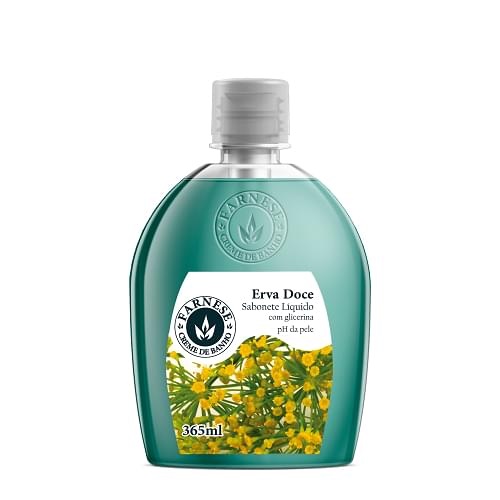 FARNESE
CREME DE BANHO
Erva Doce
Sabonete Líquido
com glicerina
pH da pele
FARNESE
CREME DE BANHO
365ml